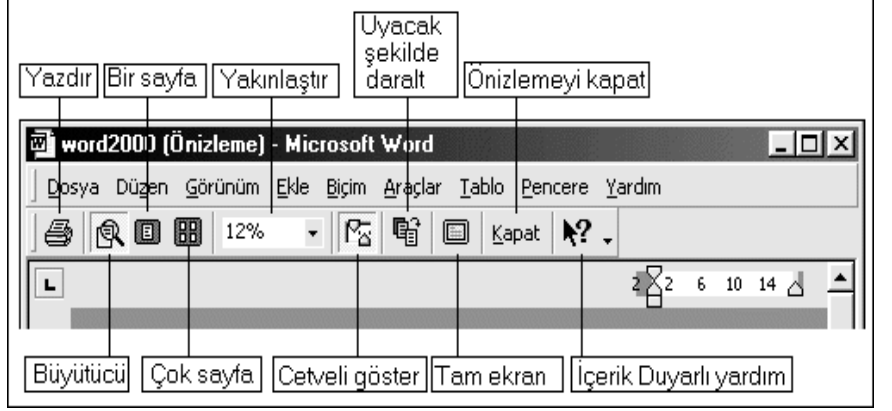 Uyacak
şekilde
daralt
Yazdır Bir sayfa Yakınlaştır Önizlemeyi kapat
word2000 (Önizleme) - Microsoft Word
Dosya Düzen Görünüm Ekle Biçim Araçlar Tablo Pencere Yardım
12% Kapat
2 2 6 10 14
Büyütücü Çok sayfa Cetveli göster Tam ekran İçerik Duyarlı yardım